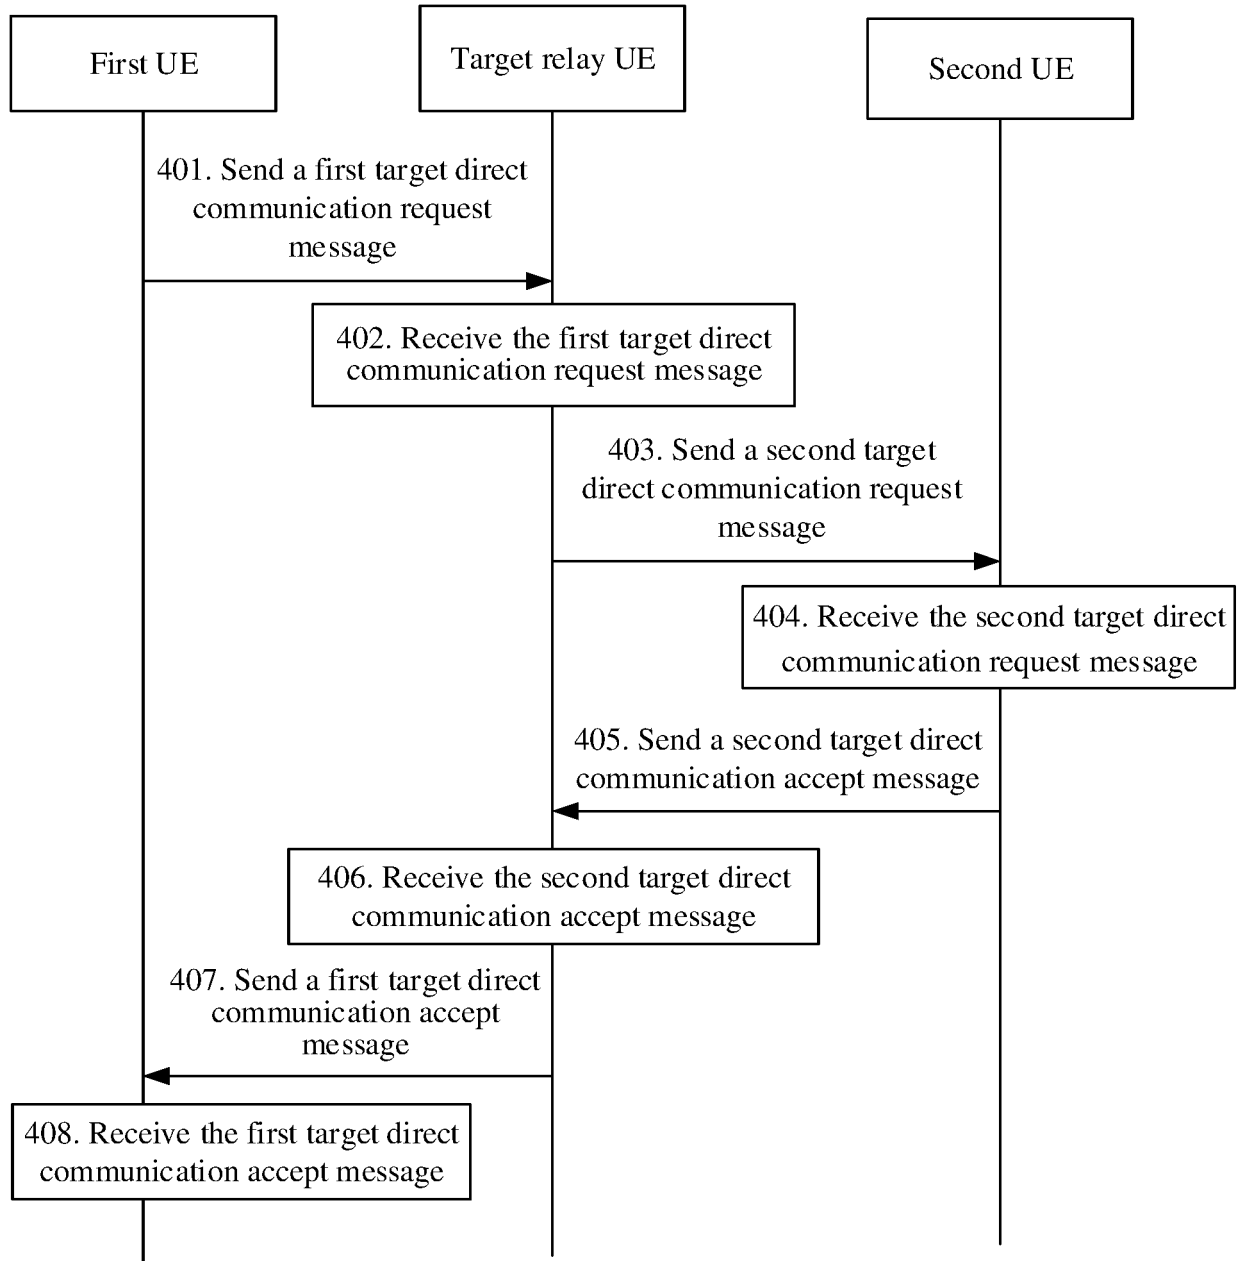 First UE
Target relay UE
Second UE
401. Send a first target direct
communication request
message
402. Receive the first target direct
communication request message
403. Send a second target
direct communication request
message
404. Receive the second target direct
communication request message
405. Send a second target direct
communication accept message
406. Receive the second target direct
communication accept message
407. Send a first target direct
communication accept
message
408. Receive the first target direct
communication accept message